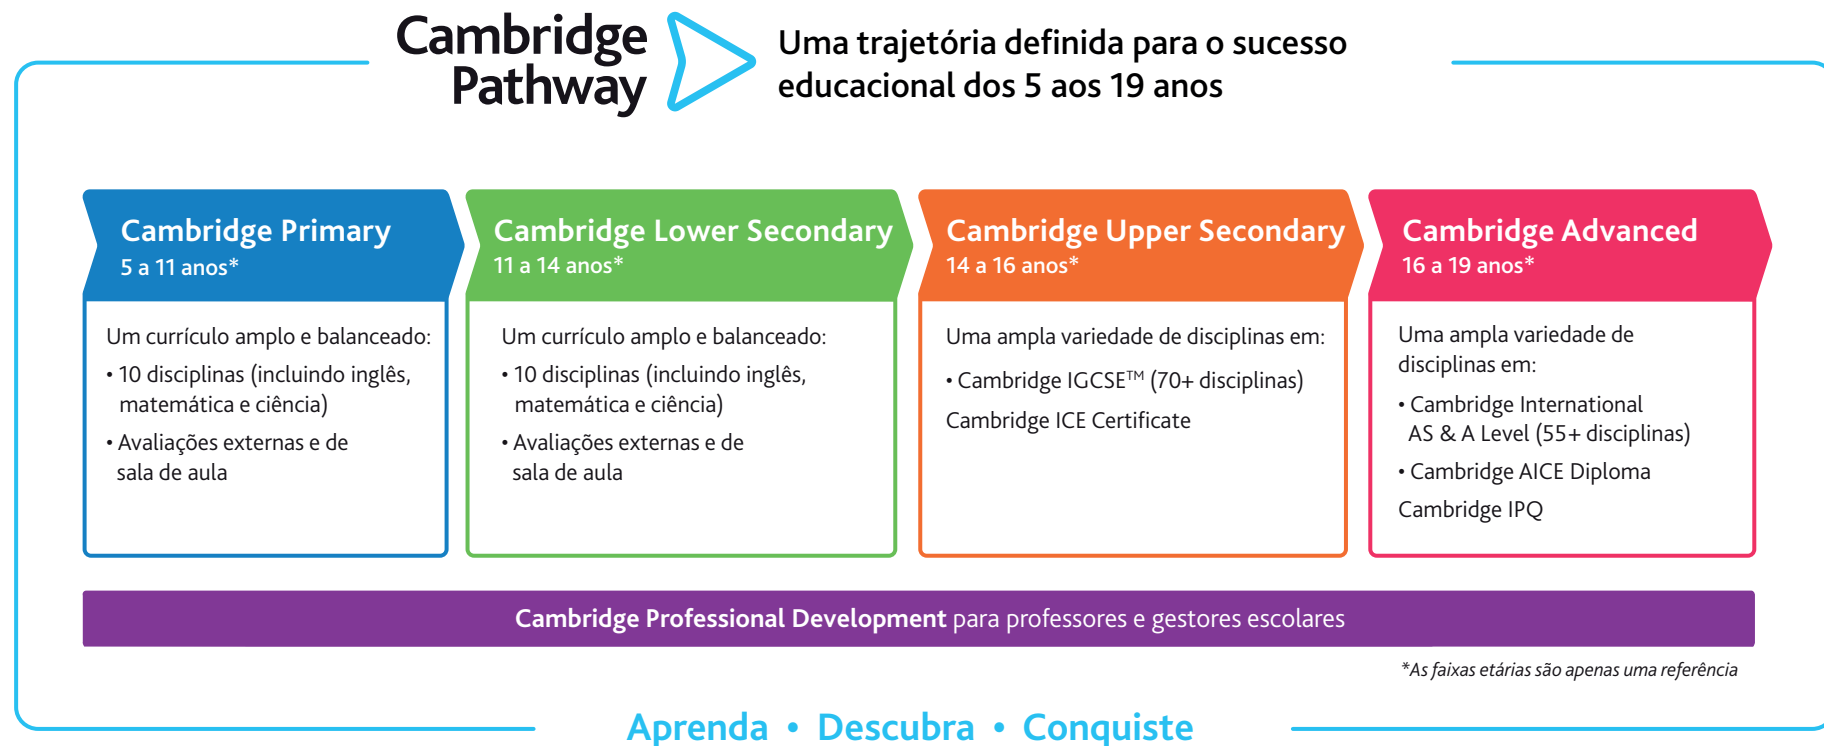 Cambridge
Pathway
Uma trajetória definida para o sucesso
educacional dos 5 aos 19 anos
Cambridge Primary
5 a 11 anos*
Um currículo amplo e balanceado:
• 10 disciplinas (incluindo inglês,
matemática e ciência)
• Avaliações externas e de
sala de aula
Cambridge Lower Secondary
11 a 14 anos*
Um currículo amplo e balanceado:
• 10 disciplinas (incluindo inglês,
matemática e ciência)
• Avaliações externas e de
sala de aula
Cambridge Upper Secondary
14 a 16 anos*
Uma ampla variedade de disciplinas em:
• Cambridge IGCSE™ (70+ disciplinas)
Cambridge ICE Certificate
Cambridge Advanced
16 a 19 anos*
Uma ampla variedade de
disciplinas em:
• Cambridge International
AS & A Level (55+ disciplinas)
• Cambridge AICE Diploma
Cambridge IPQ
Cambridge Professional Development para professores e gestores escolares
*As faixas etárias são apenas uma referência
Aprenda • Descubra • Conquiste